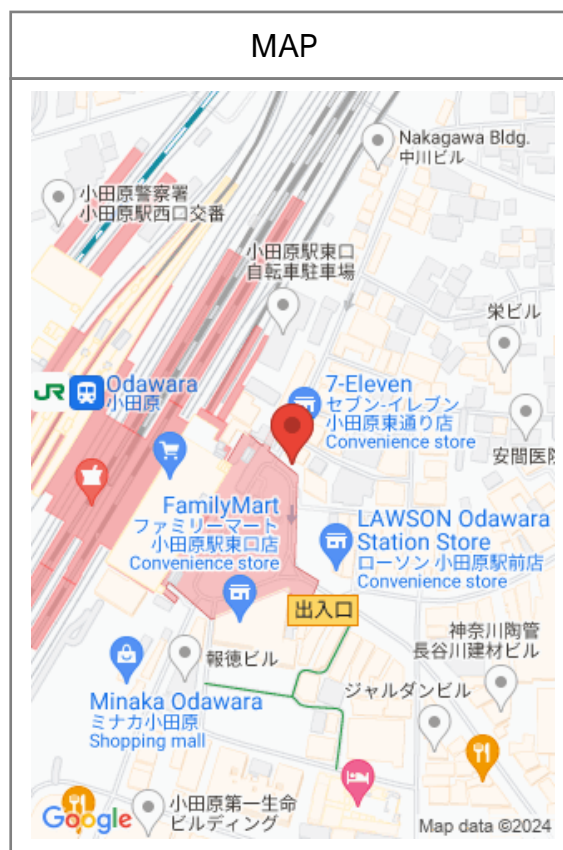 MAP
Nakagawa Bldg.
中川ビル
小田原警察署
小田原駅西口交番
小田原駅東口
自転車駐車場
栄ビル
JR
Odawara
小田原
7-Eleven
セブン-イレブン
小田原東通り店
Convenience store
安間医院
FamilyMart
ファミリーマート
小田原駅東口店
Convenience store
LAWSON Odawara
Station Store
ローソン 小田原駅前店
Convenience store
出入口
神奈川陶管
長谷川建材ビル
報徳ビル
ジャルダンビル
Minaka Odawara
ミナカ小田原
Shopping mall
小田原第一生命
ビルディング
Google
Map data ©2024